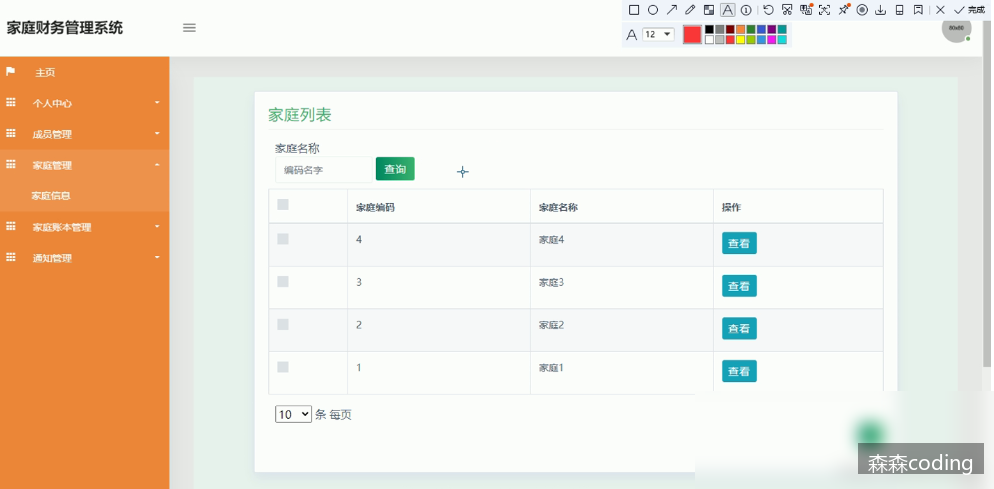 家庭财务管理系统
A ① 完成
A 12
60x60
主页
个人中心
成员管理
家庭管理
家庭信息
家庭账本管理
通知管理
家庭列表
家庭名称
编码名字 查询
家庭编码 家庭名称 操作
4 家庭4 查看
3 家庭3 查看
2 家庭2 查看
1 家庭1 查看
10 条 每页
森森coding